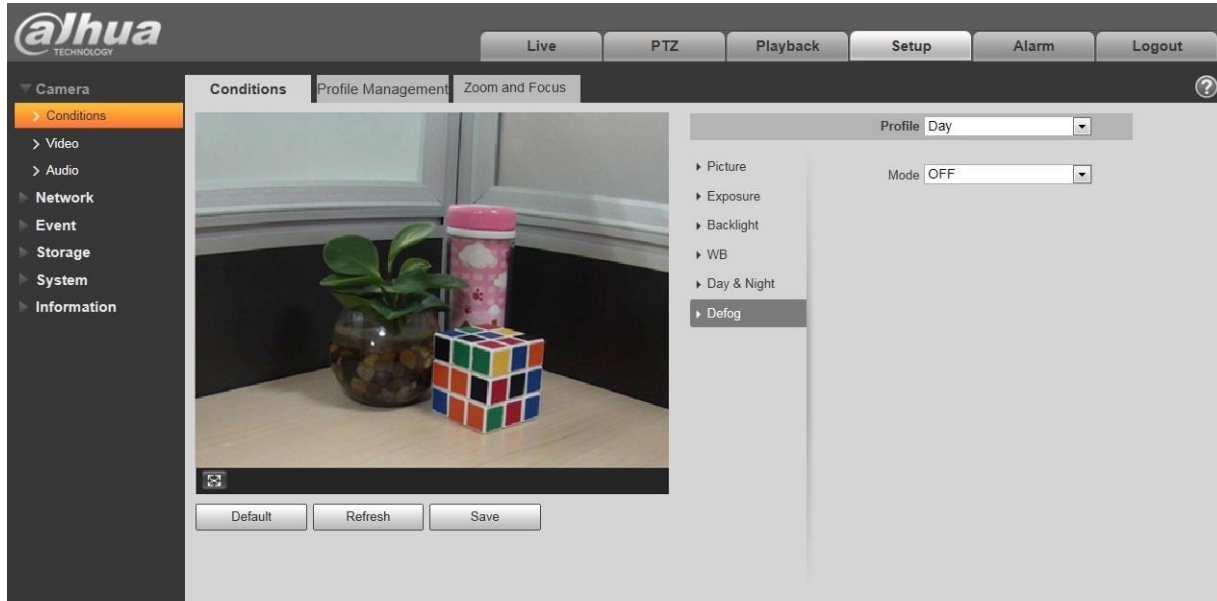 alhua
TECHNOLOGY
Live
PTZ
Playback
Setup
Alarm
Logout
Camera
Conditions
Video
Audio
Network
Event
Storage
System
Information
Conditions
Profile Management
Zoom and Focus
?
Profile Day
Picture
Exposure
Backlight
WB
Day & Night
Defog
Mode OFF
Default
Refresh
Save